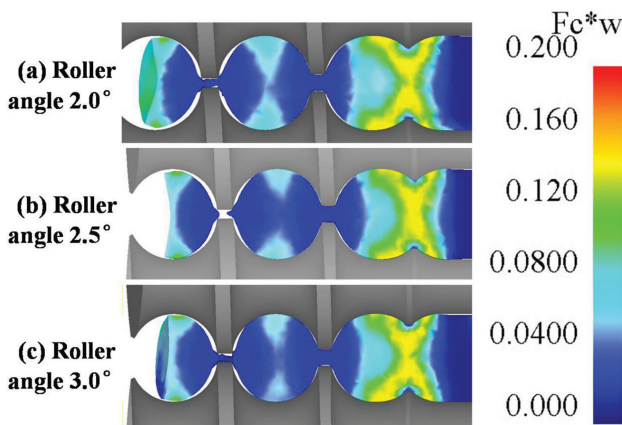 (a) Roller
angle 2.0°
(b) Roller
angle 2.5°
(c) Roller
angle 3.0°
Fc*w
0.200
0.160
0.120
0.0800
0.0400
0.000